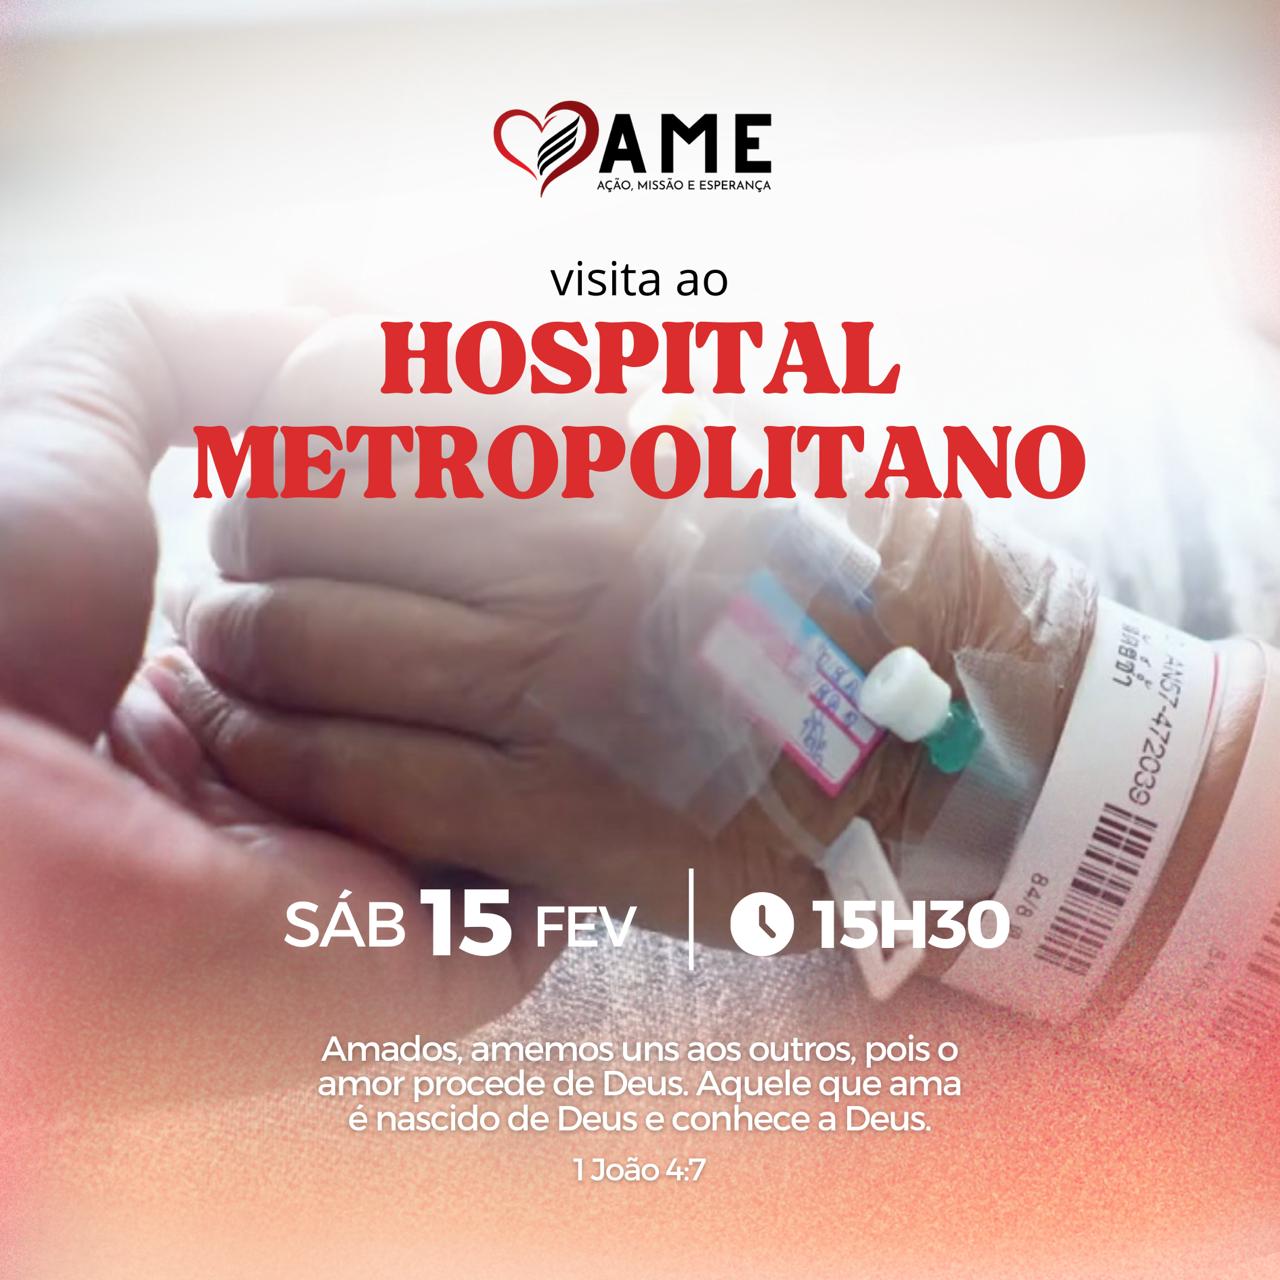 AME
AÇÃO, MISSÃO E ESPERANÇA
visita ao
HOSPITAL
METROPOLITANO
SÁB 15 FEV
15H30
Amados, amemos uns aos outros, pois o
amor procede de Deus. Aquele que ama
é nascido de Deus e conhece a Deus.
1 João 4:7